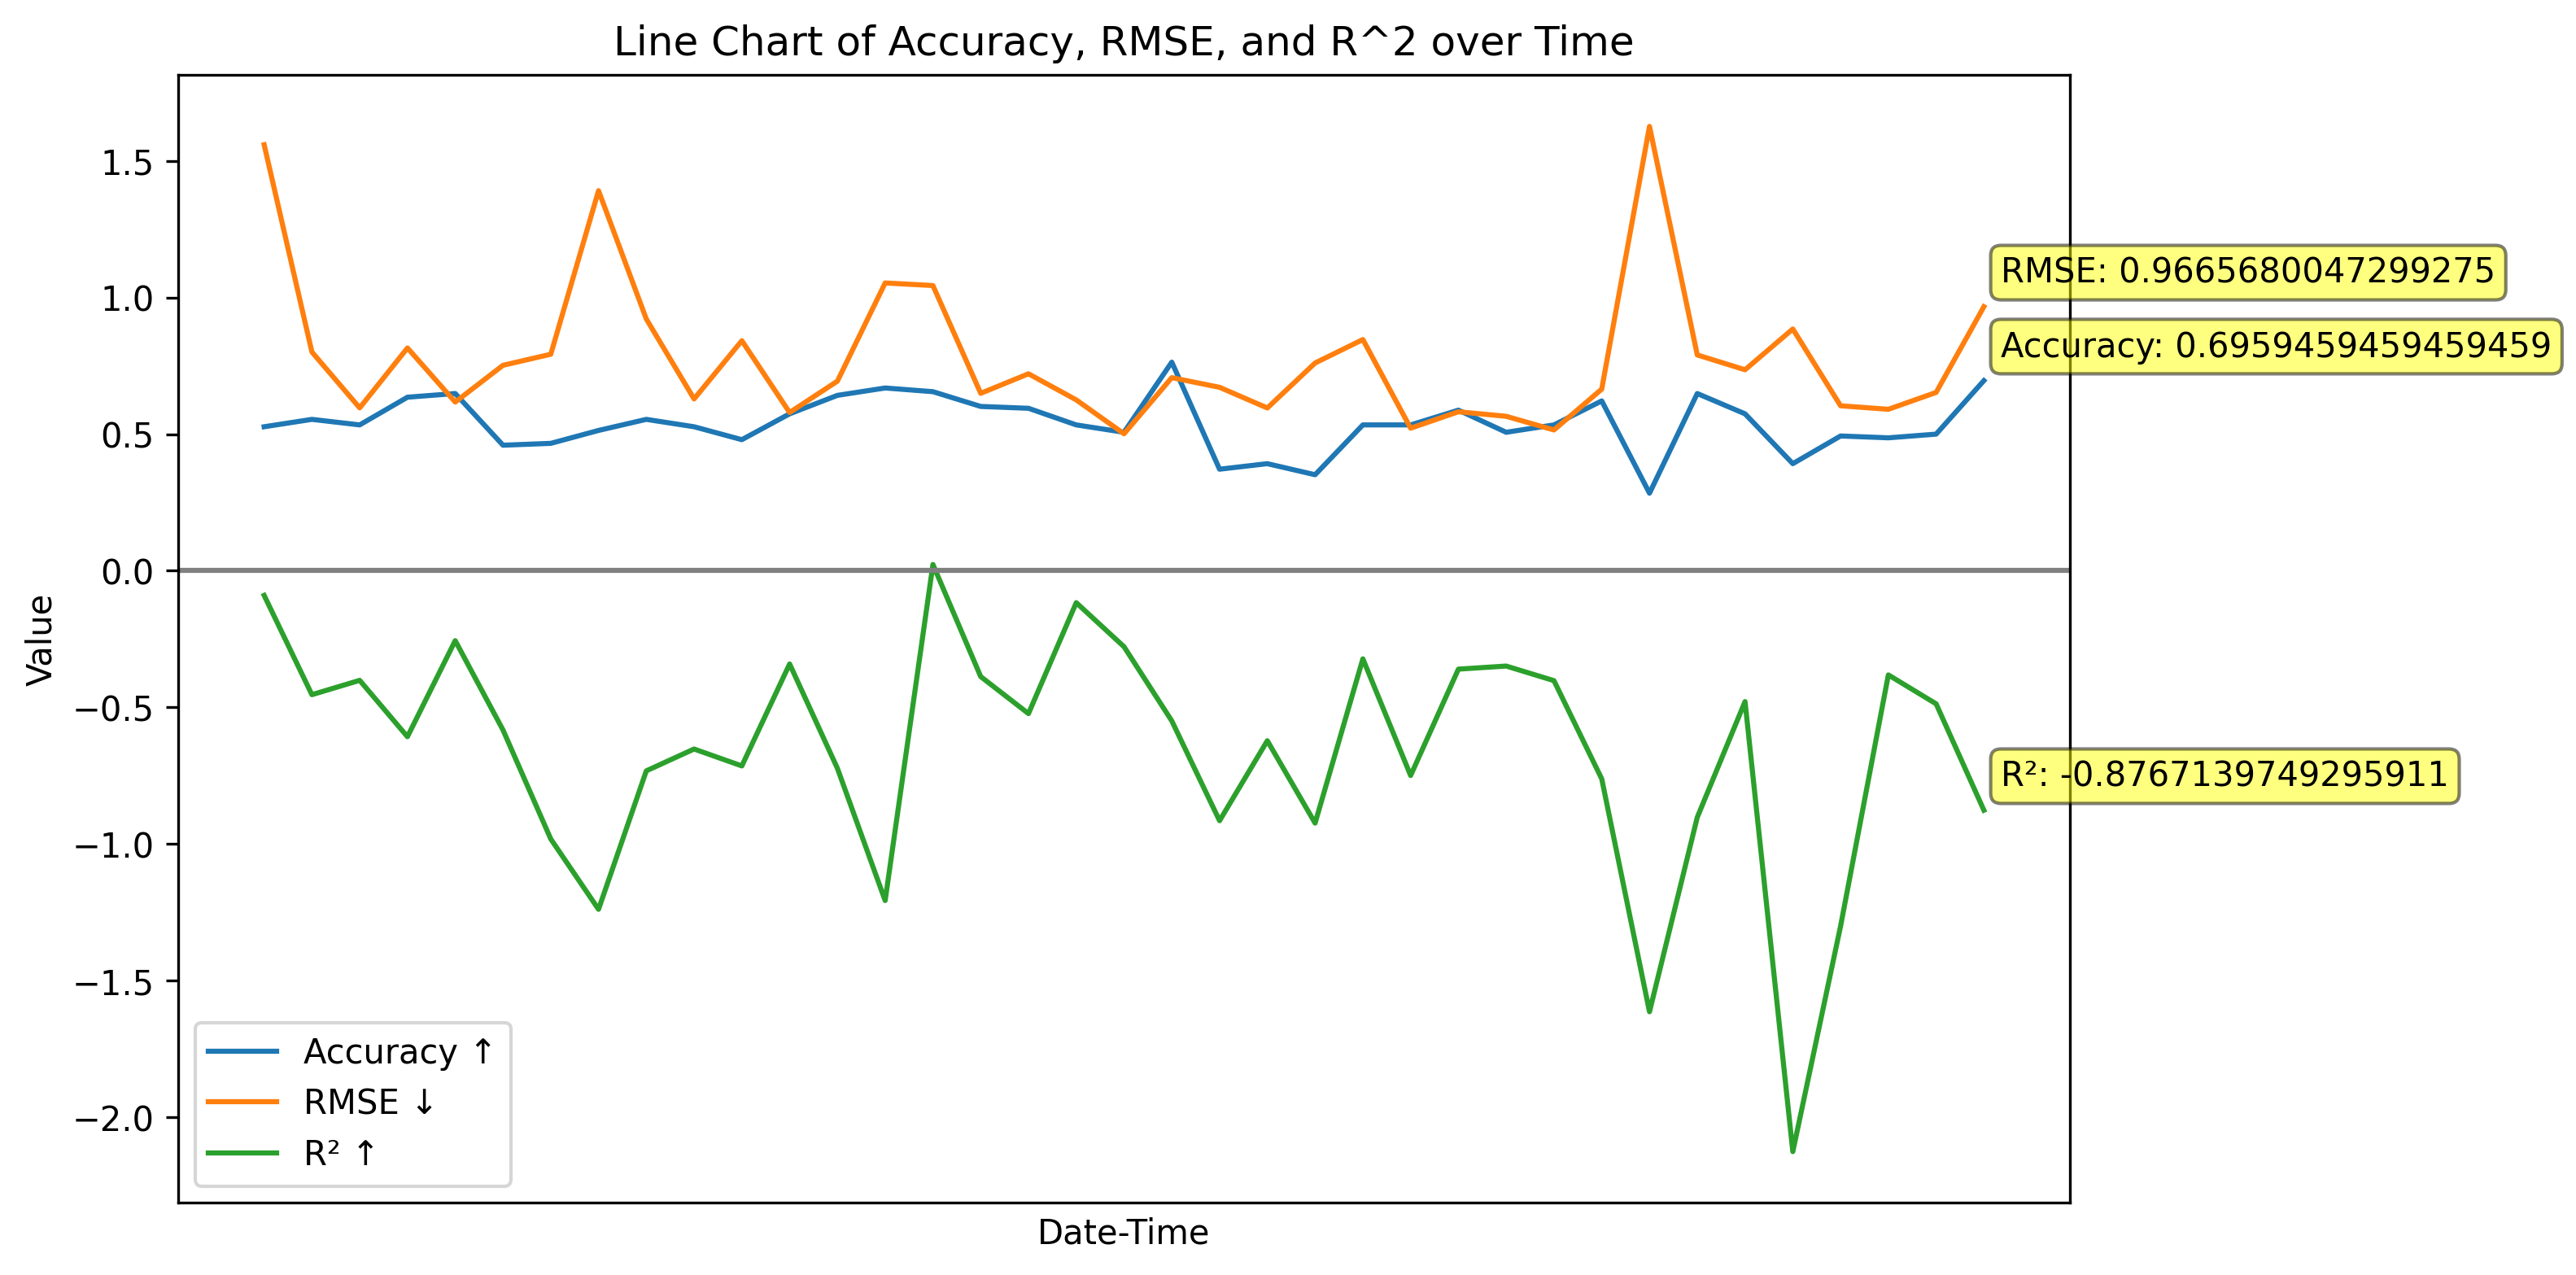 Line Chart of Accuracy, RMSE, and R^2 over Time
1.5
1.0
0.5
0.0
−0.5
−1.0
−1.5
−2.0
Value
Date-Time
RMSE: 0.9665680047299275
Accuracy: 0.6959459459459459
R²: -0.8767139749295911
Accuracy ↑
RMSE ↓
R² ↑